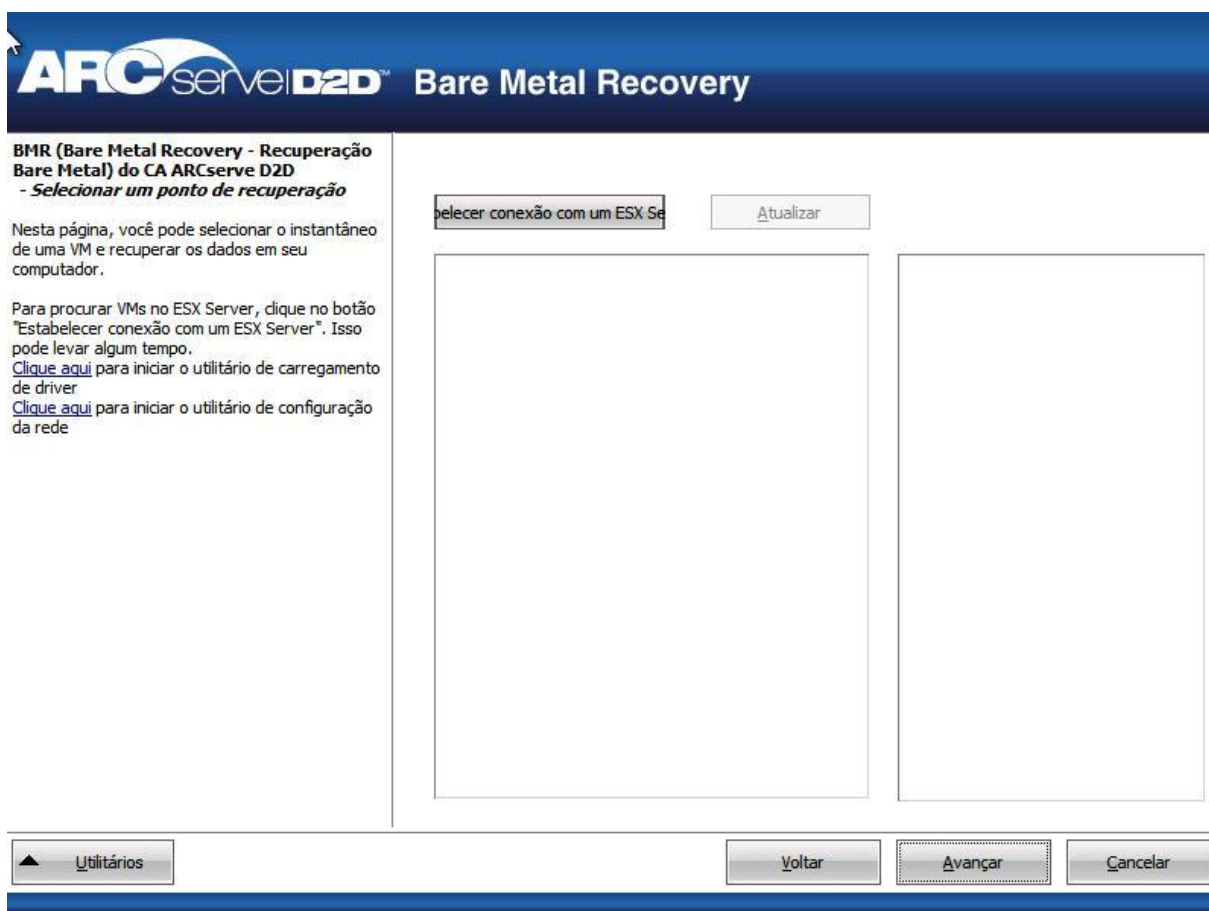 ARCserve D2D™ Bare Metal Recovery
BMR (Bare Metal Recovery - Recuperação
Bare Metal) do CA ARCserve D2D
- Selecionar um ponto de recuperação
Nesta página, você pode selecionar o instantâneo
de uma VM e recuperar os dados em seu
computador.
Para procurar VMs no ESX Server, clique no botão
"Estabelecer conexão com um ESX Server". Isso
pode levar algum tempo.
Clique aqui para iniciar o utilitário de carregamento
de driver
Clique aqui para iniciar o utilitário de configuração
da rede
belecer conexão com um ESX Se
Atualizar
Utilitários
Voltar
Avançar
Cancelar